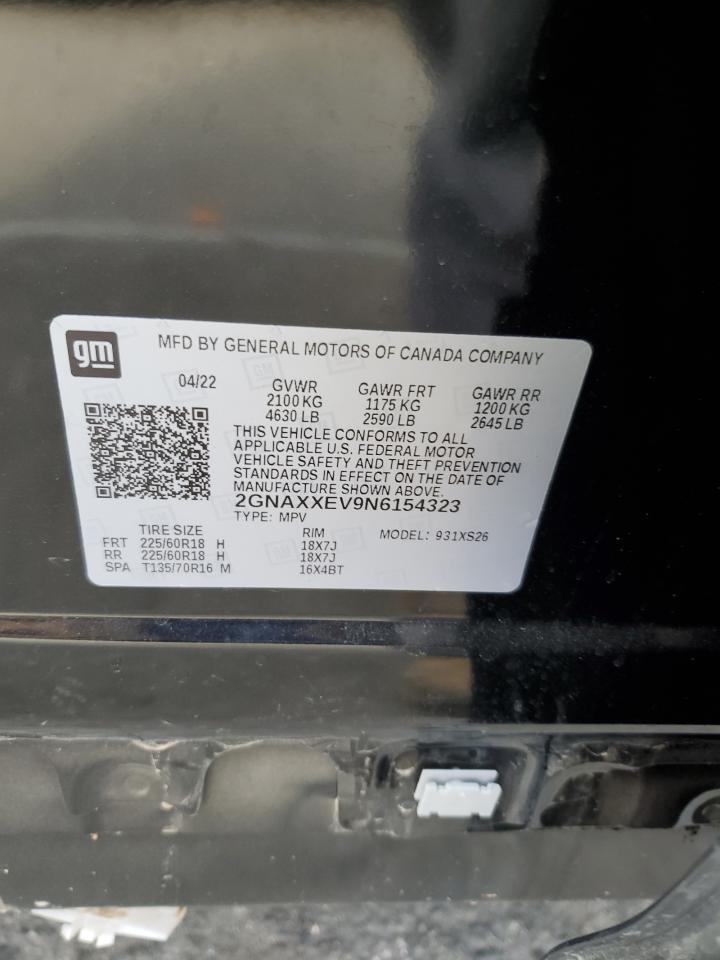 gm
MFD BY GENERAL MOTORS OF CANADA COMPANY
04/22 GVWR GAWR FRT GAWR RR
2100 KG 1175 KG 1200 KG
4630 LB 2590 LB 2645 LB
THIS VEHICLE CONFORMS TO ALL
APPLICABLE U.S. FEDERAL MOTOR
VEHICLE SAFETY AND THEFT PREVENTION
STANDARDS IN EFFECT ON THE DATE OF
MANUFACTURE SHOWN ABOVE.
2GNAXXEV9N6154323
TYPE: MPV MODEL: 931XS26
TIRE SIZE RIM
FRT 225/60R18 H 18X7J
RR 225/60R18 H 18X7J
SPA T135/70R16 M 16X4BT